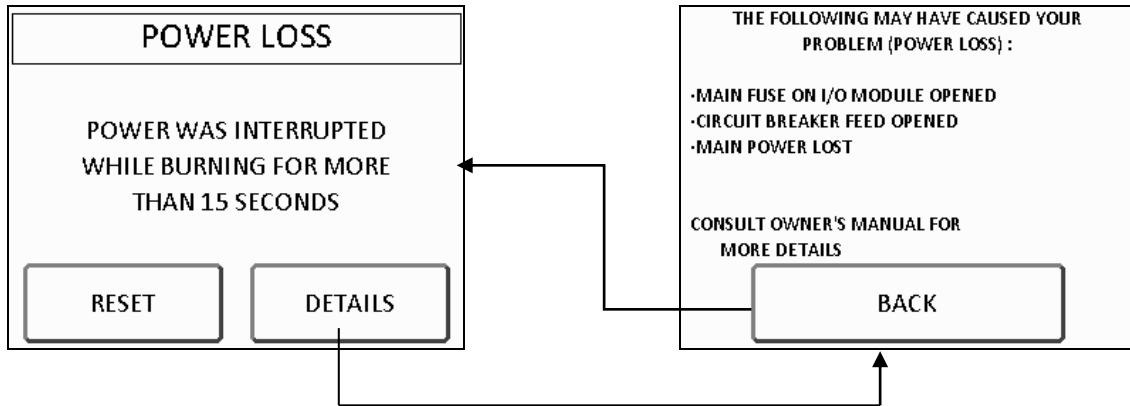 POWER LOSS
POWER WAS INTERRUPTED
WHILE BURNING FOR MORE
THAN 15 SECONDS
RESET
DETAILS
THE FOLLOWING MAY HAVE CAUSED YOUR
PROBLEM (POWER LOSS) :
·MAIN FUSE ON I/O MODULE OPENED
·CIRCUIT BREAKER FEED OPENED
·MAIN POWER LOST
CONSULT OWNER'S MANUAL FOR
MORE DETAILS
BACK